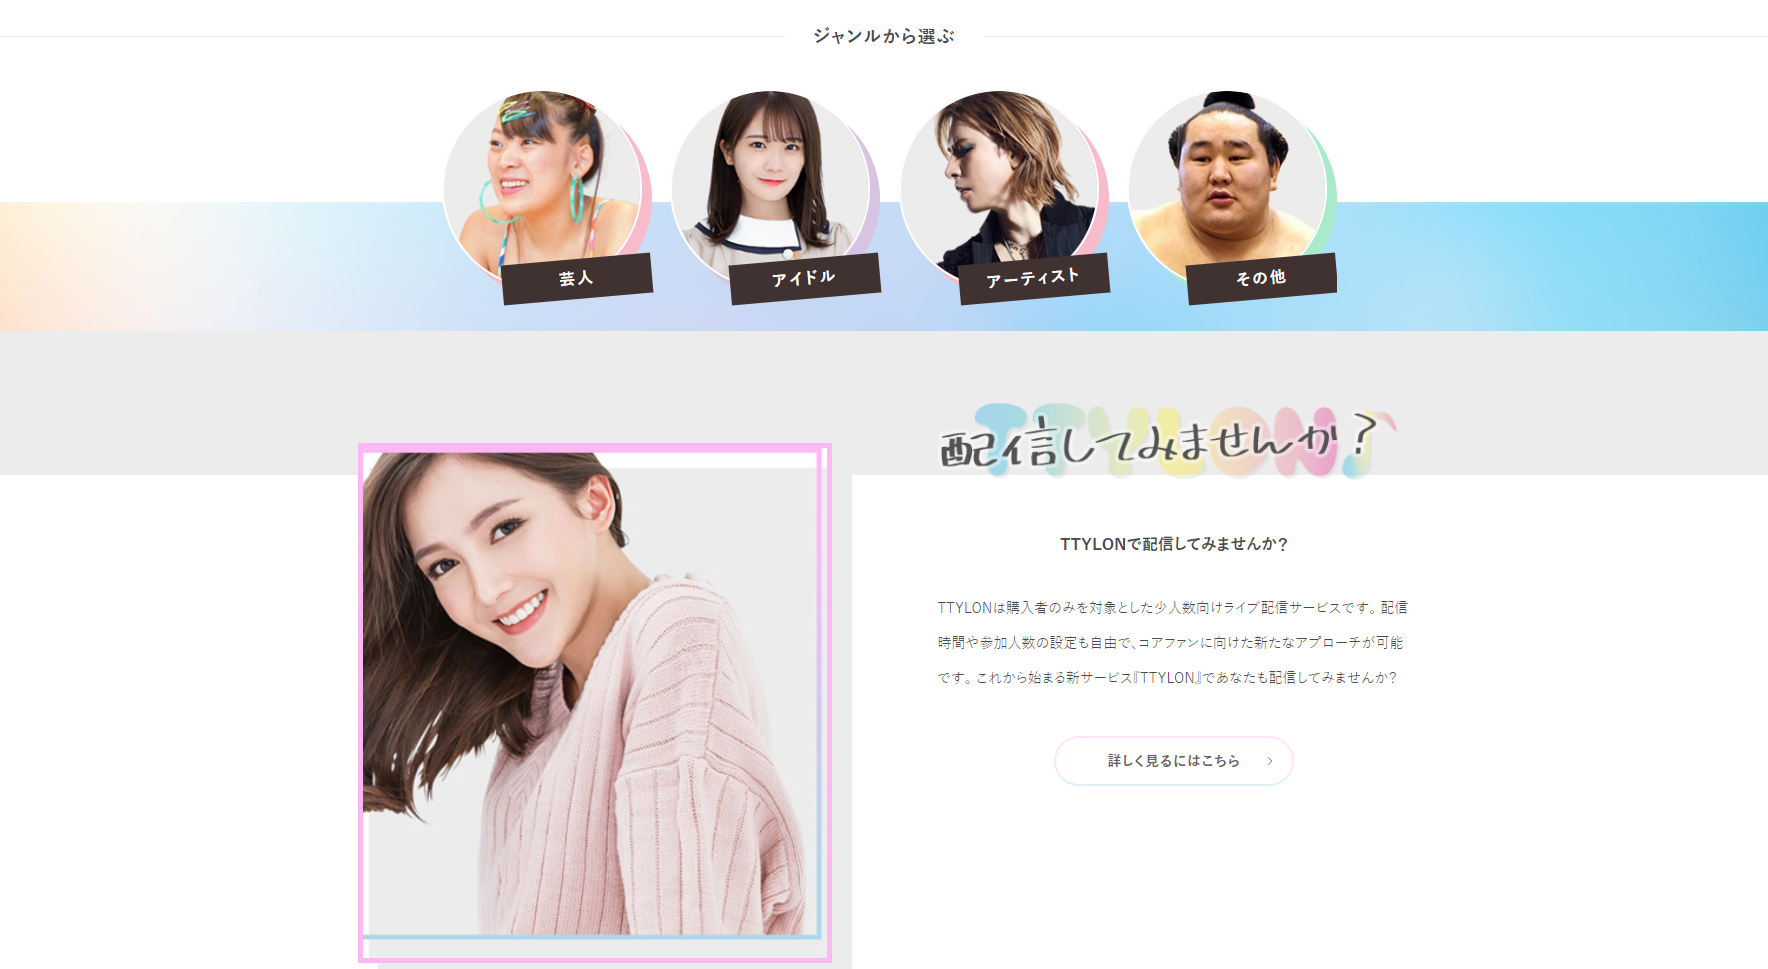 ジャンルから選ぶ
芸人
アイドル
アーティスト
その他
TTYLON
配信してみませんか？
TTYLONで配信してみませんか？
TTYLONは購入者のみを対象とした少人数向けライブ配信サービスです。配信
時間や参加人数の設定も自由で、コアファンに向けた新たなアプローチが可能
です。これから始まる新サービス『TTYLON』であなたも配信してみませんか？
詳しく見るにはこちら